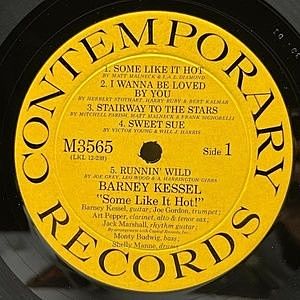 CONTEMPORARY RECORDS
1. SOME LIKE IT HOT
BY MATT MALNECK & I.A.L. DIAMOND
2. I WANNA BE LOVED
BY YOU
BY HERBERT STOTHART, HARRY RUBY & BERT KALMAR
3. STAIRWAY TO THE STARS
BY MITCHELL PARISH, MATT MALNECK & FRANK SIGNORELLI
4. SWEET SUE
BY VICTOR YOUNG & WILL J. HARRIS
M3565
(LKL 12-239)
Side 1
5. RUNNIN' WILD
BY JOE GREY, LEO WOOD & A. HARRINGTON GIBBS
BARNEY KESSEL
"Some Like It Hot!"
Barney Kessel, guitar; Joe Gordon, trumpet;
Art Pepper, clarinet, alto & tenor sax;
Jack Marshall, rhythm guitar
Monty Budwig, bass;
Shelly Manne, drums